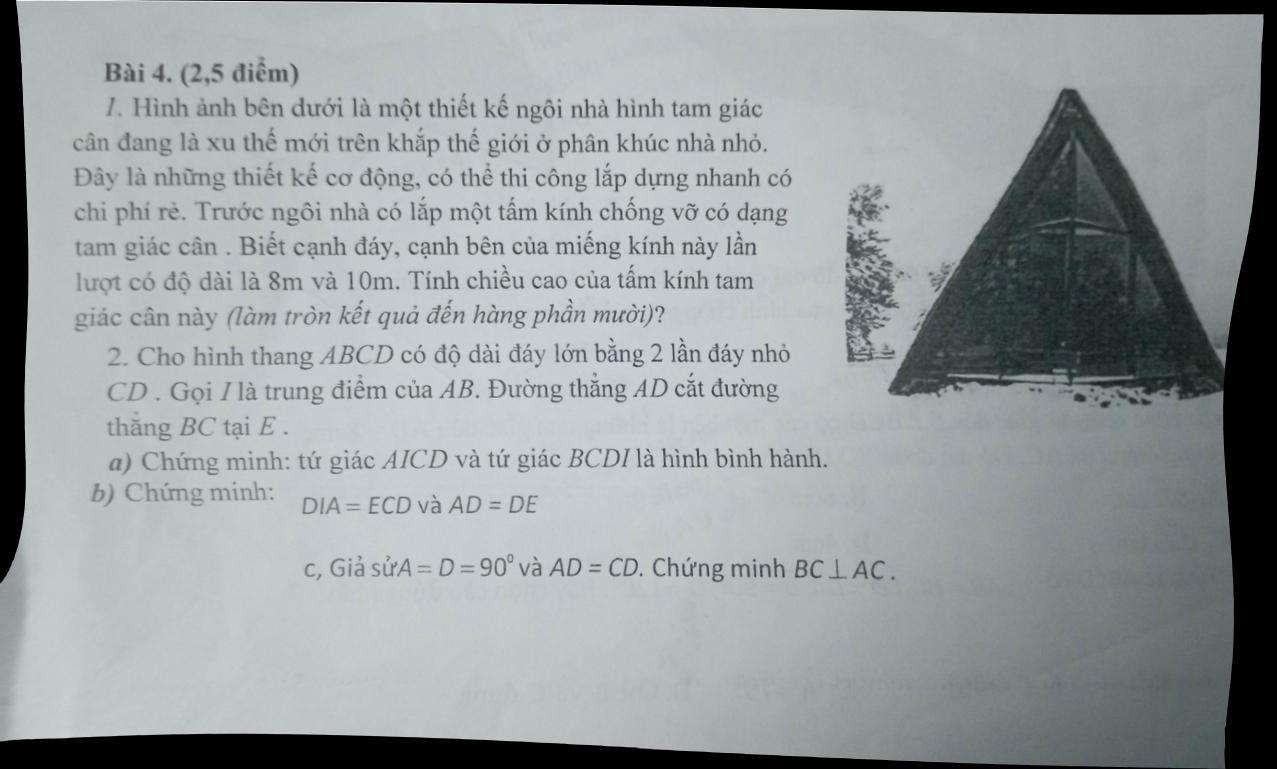 Bài 4. (2,5 điểm)
1. Hình ảnh bên dưới là một thiết kế ngôi nhà hình tam giác
cân đang là xu thế mới trên khắp thế giới ở phân khúc nhà nhỏ.
Đây là những thiết kế cơ động, có thể thi công lắp dựng nhanh có
chi phí rẻ. Trước ngôi nhà có lắp một tấm kính chống vỡ có dạng
tam giác cân . Biết cạnh đáy, cạnh bên của miếng kính này lần
lượt có độ dài là 8m và 10m. Tính chiều cao của tấm kính tam
giác cân này (làm tròn kết quả đến hàng phần mười)?
2. Cho hình thang ABCD có độ dài đáy lớn bằng 2 lần đáy nhỏ
CD . Gọi I là trung điểm của AB. Đường thẳng AD cắt đường
thẳng BC tại E .
a) Chứng minh: tứ giác AICD và tứ giác BCDI là hình bình hành.
b) Chứng minh: DIA = ECD và AD = DE
c, Giả sử A = D = 90⁰ và AD = CD. Chứng minh BC ⊥ AC .